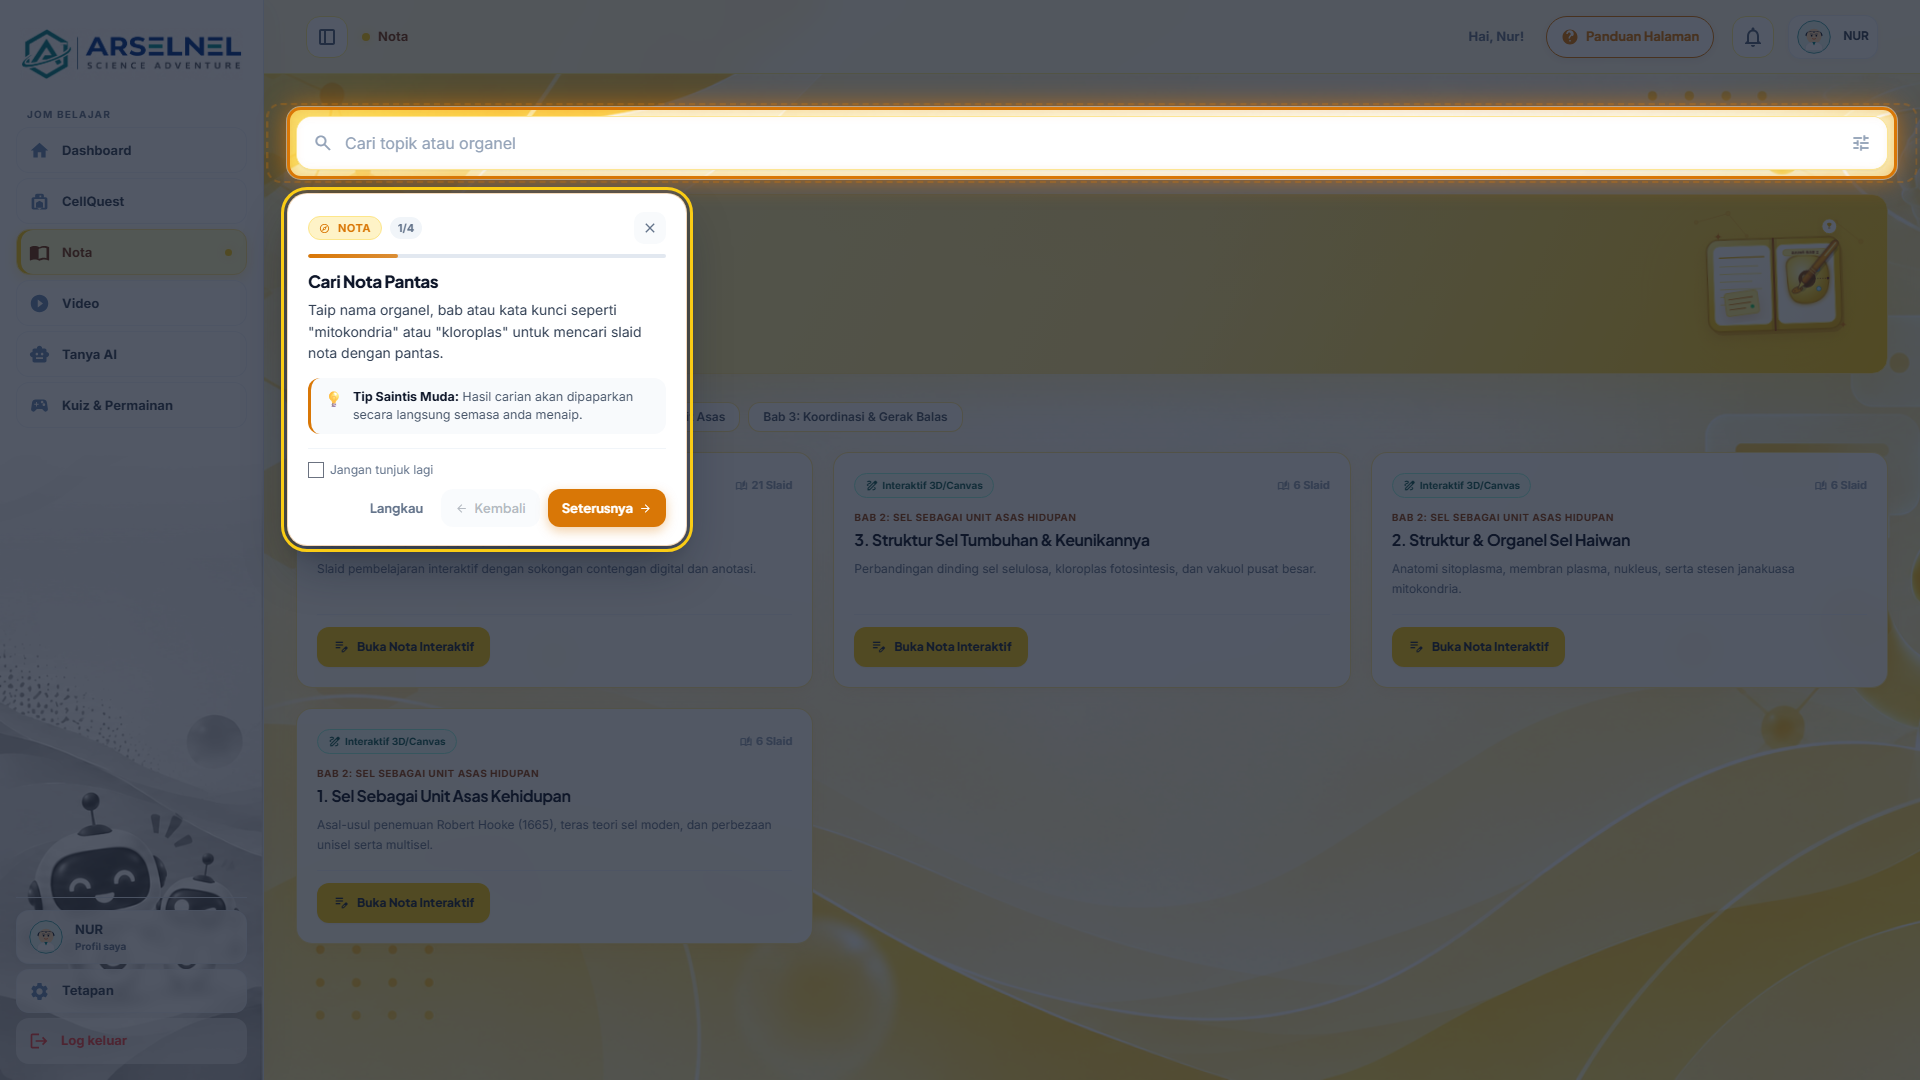 ARSELNEL
SCIENCE ADVENTURE
JOM BELAJAR
Dashboard
CellQuest
Nota
Video
Tanya AI
Kuiz & Permainan
NUR
Profil saya
Tetapan
Log keluar
Nota
Hai, Nur!
Panduan Halaman
NUR
Cari topik atau organel
NOTA
1/4
Cari Nota Pantas
Taip nama organel, bab atau kata kunci seperti
"mitokondria" atau "kloroplas" untuk mencari slaid
nota dengan pantas.
Tip Saintis Muda: Hasil carian akan dipaparkan
secara langsung semasa anda menaip.
Jangan tunjuk lagi
Langkau
Kembali
Seterusnya
Asas
Bab 3: Koordinasi & Gerak Balas
21 Slaid
Slaid pembelajaran interaktif dengan sokongan contengan digital dan anotasi.
Buka Nota Interaktif
Interaktif 3D/Canvas
6 Slaid
BAB 2: SEL SEBAGAI UNIT ASAS HIDUPAN
3. Struktur Sel Tumbuhan & Keunikannya
Perbandingan dinding sel selulosa, kloroplas fotosintesis, dan vakuol pusat besar.
Buka Nota Interaktif
Interaktif 3D/Canvas
6 Slaid
BAB 2: SEL SEBAGAI UNIT ASAS HIDUPAN
2. Struktur & Organel Sel Haiwan
Anatomi sitoplasma, membran plasma, nukleus, serta stesen janakuasa
mitokondria.
Buka Nota Interaktif
Interaktif 3D/Canvas
6 Slaid
BAB 2: SEL SEBAGAI UNIT ASAS HIDUPAN
1. Sel Sebagai Unit Asas Kehidupan
Asal-usul penemuan Robert Hooke (1665), teras teori sel moden, dan perbezaan
unisel serta multisel.
Buka Nota Interaktif